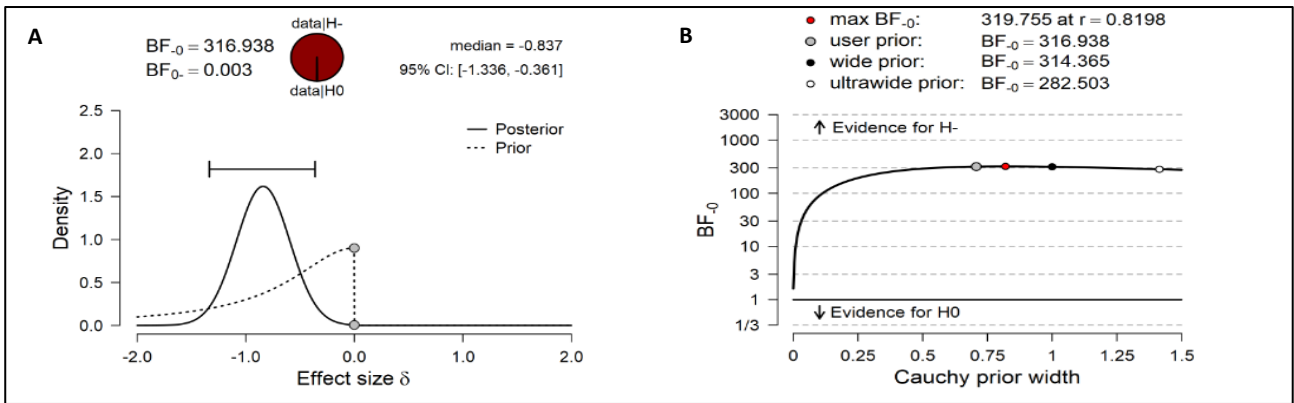 A
data|H-
BF₋₀ = 316.938
BF₀₋ = 0.003
data|H0
median = -0.837
95% CI: [-1.336, -0.361]
2.5
2.0
1.5
1.0
0.5
0.0
Density
Posterior
Prior
-2.0 -1.0 0.0 1.0 2.0
Effect size δ
B
max BF₋₀: 319.755 at r = 0.8198
user prior: BF₋₀ = 316.938
wide prior: BF₋₀ = 314.365
ultrawide prior: BF₋₀ = 282.503
3000
1000
300
100
30
10
3
1
1/3
BF₋₀
↑ Evidence for H-
↓ Evidence for H0
0 0.25 0.5 0.75 1 1.25 1.5
Cauchy prior width